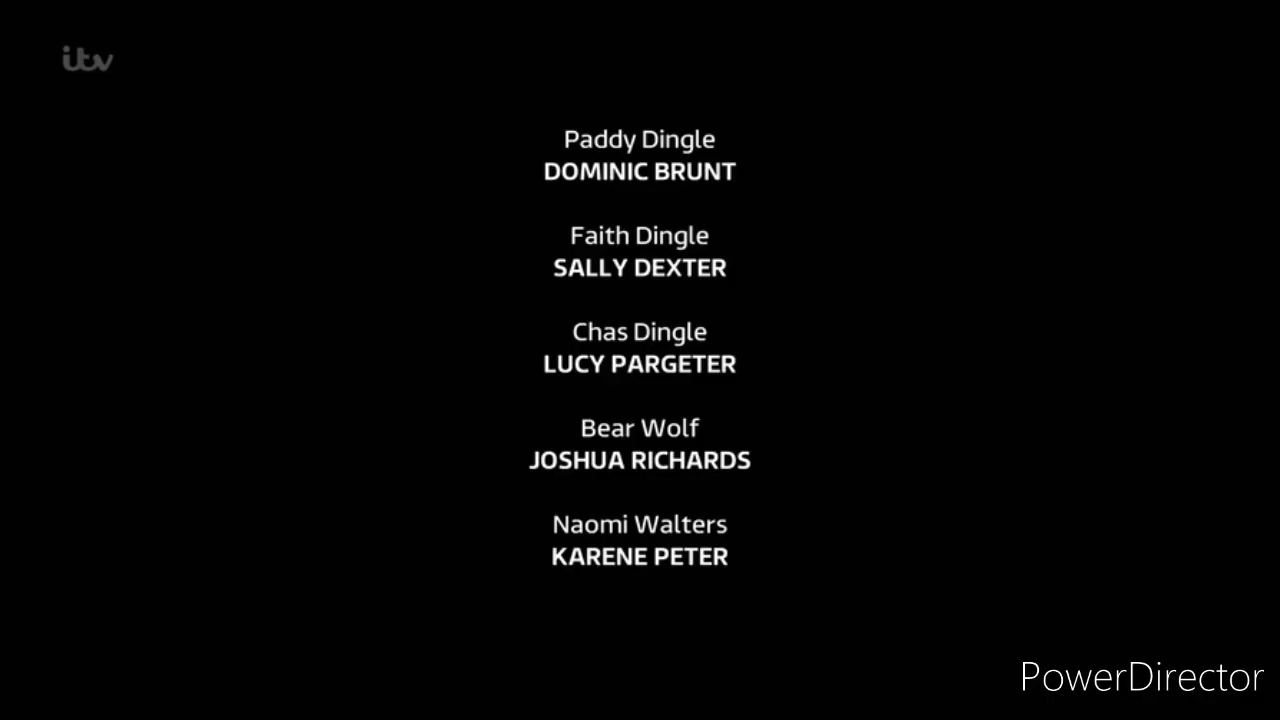 itv
Paddy Dingle
DOMINIC BRUNT
Faith Dingle
SALLY DEXTER
Chas Dingle
LUCY PARGETER
Bear Wolf
JOSHUA RICHARDS
Naomi Walters
KARENE PETER
PowerDirector